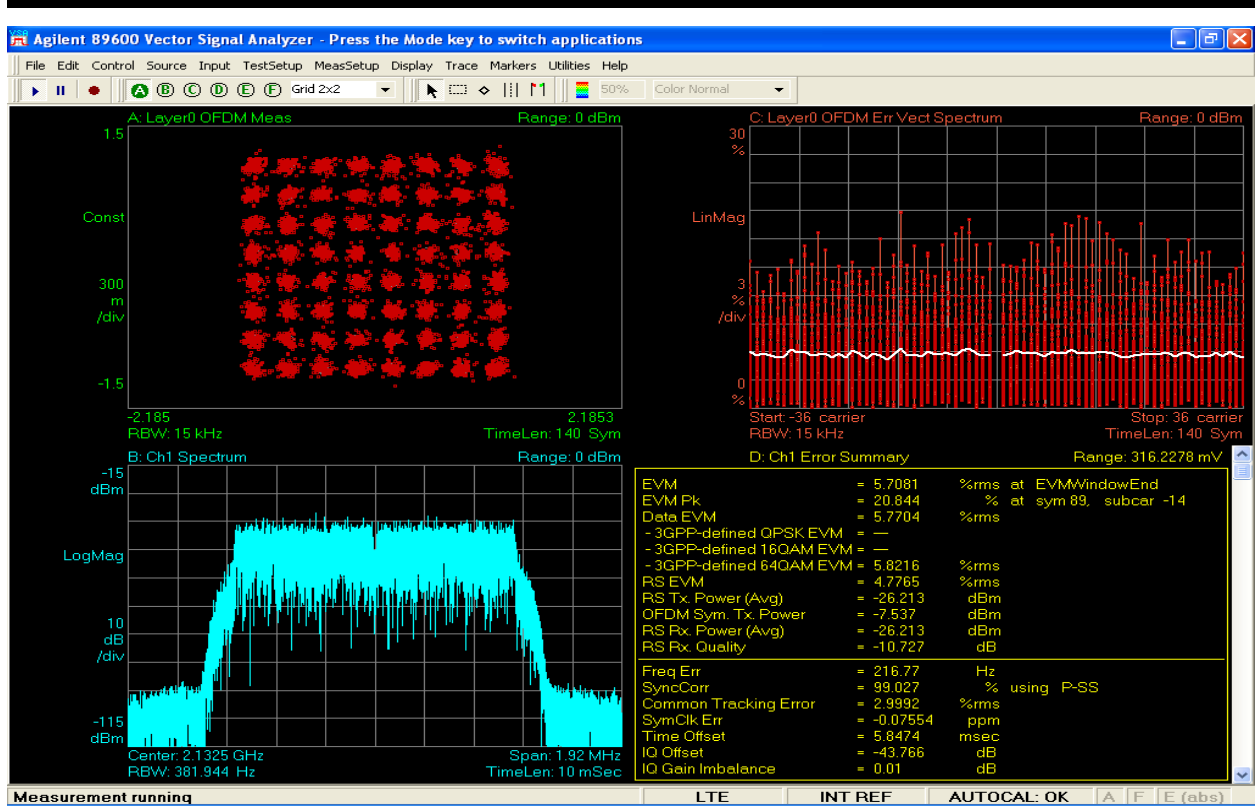 VSA Agilent 89600 Vector Signal Analyzer - Press the Mode key to switch applications
File Edit Control Source Input TestSetup MeasSetup Display Trace Markers Utilities Help
A B C D E F Grid 2x2 50% Color Normal
A: Layer0 OFDM Meas Range: 0 dBm
1.5
Const
300
m
/div
-1.5
-2.185 2.1853
RBW: 15 kHz TimeLen: 140 Sym
C: Layer0 OFDM Err Vect Spectrum Range: 0 dBm
30
%
LinMag
3
%
/div
0
%
Start: -36 carrier Stop: 36 carrier
RBW: 15 kHz TimeLen: 140 Sym
B: Ch1 Spectrum Range: 0 dBm
-15
dBm
LogMag
10
dB
/div
-115
dBm
Center: 2.1325 GHz Span: 1.92 MHz
RBW: 381.944 Hz TimeLen: 10 mSec
D: Ch1 Error Summary Range: 316.2278 mV
EVM = 5.7081 %rms at EVMWindowEnd
EVM Pk = 20.844 % at sym 89, subcar -14
Data EVM = 5.7704 %rms
- 3GPP-defined QPSK EVM = —
- 3GPP-defined 16QAM EVM = —
- 3GPP-defined 64QAM EVM = 5.8216 %rms
RS EVM = 4.7765 %rms
RS Tx. Power (Avg) = -26.213 dBm
OFDM Sym. Tx. Power = -7.537 dBm
RS Rx. Power (Avg) = -26.213 dBm
RS Rx. Quality = -10.727 dB
Freq Err = 216.77 Hz
SyncCorr = 99.027 % using P-SS
Common Tracking Error = 2.9992 %rms
SymClk Err = -0.07554 ppm
Time Offset = 5.8474 msec
IQ Offset = -43.766 dB
IQ Gain Imbalance = 0.01 dB
Measurement running LTE INT REF AUTOCAL: OK A F E (abs)